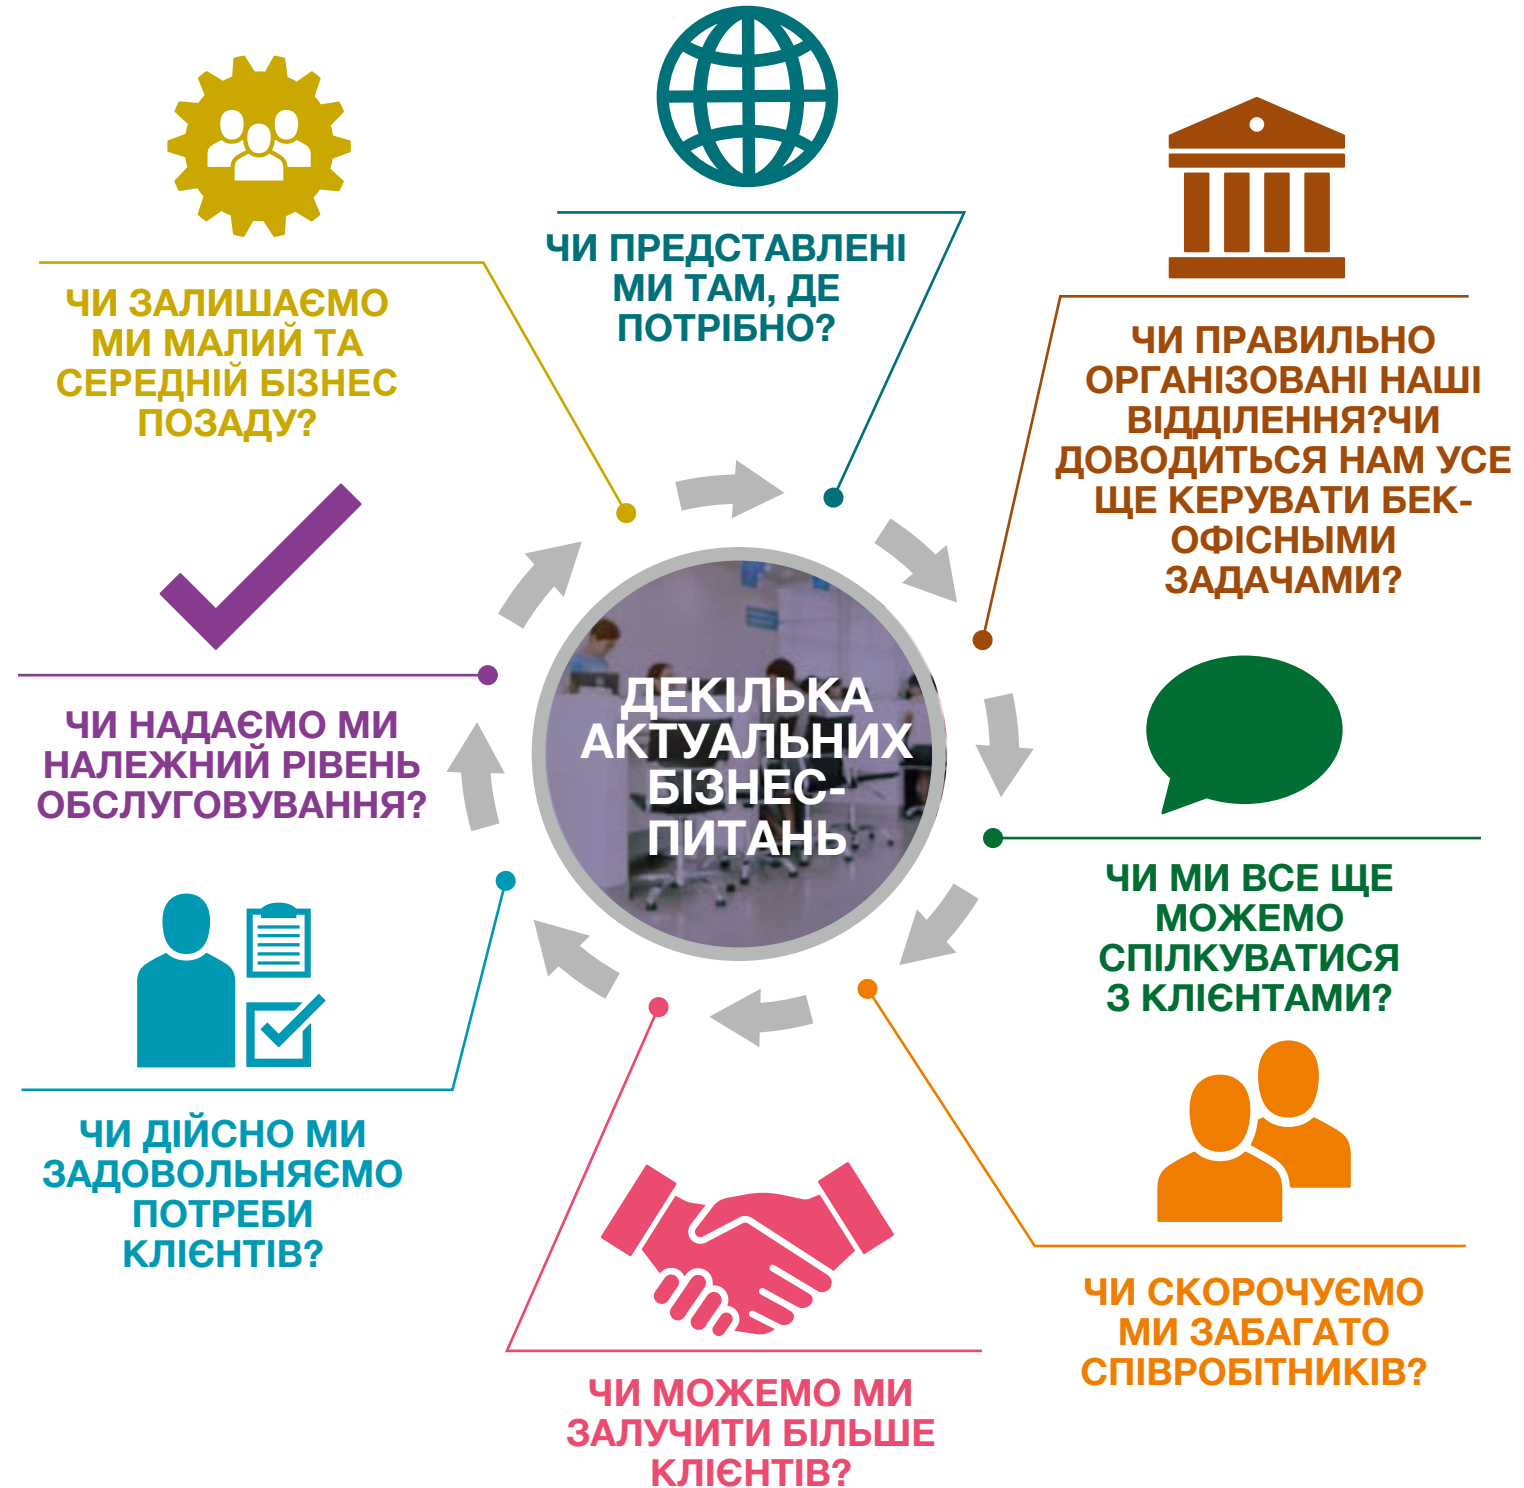 ЧИ ПРЕДСТАВЛЕНІ
МИ ТАМ, ДЕ
ПОТРІБНО?
ЧИ ПРАВИЛЬНО
ОРГАНІЗОВАНІ НАШІ
ВІДДІЛЕННЯ?ЧИ
ДОВОДИТЬСЯ НАМ УСЕ
ЩЕ КЕРУВАТИ БЕК-
ОФІСНЫМИ
ЗАДАЧАМИ?
ЧИ МИ ВСЕ ЩЕ
МОЖЕМО
СПІЛКУВАТИСЯ
З КЛІЄНТАМИ?
ЧИ СКОРОЧУЄМО
МИ ЗАБАГАТО
СПІВРОБІТНИКІВ?
ЧИ МОЖЕМО МИ
ЗАЛУЧИТИ БІЛЬШЕ
КЛІЄНТІВ?
ЧИ ДІЙСНО МИ
ЗАДОВОЛЬНЯЄМО
ПОТРЕБИ
КЛІЄНТІВ?
ЧИ НАДАЄМО МИ
НАЛЕЖНИЙ РІВЕНЬ
ОБСЛУГОВУВАННЯ?
ЧИ ЗАЛИШАЄМО
МИ МАЛИЙ ТА
СЕРЕДНІЙ БІЗНЕС
ПОЗАДУ?
ДЕКІЛЬКА
АКТУАЛЬНИХ
БІЗНЕС-
ПИТАНЬ